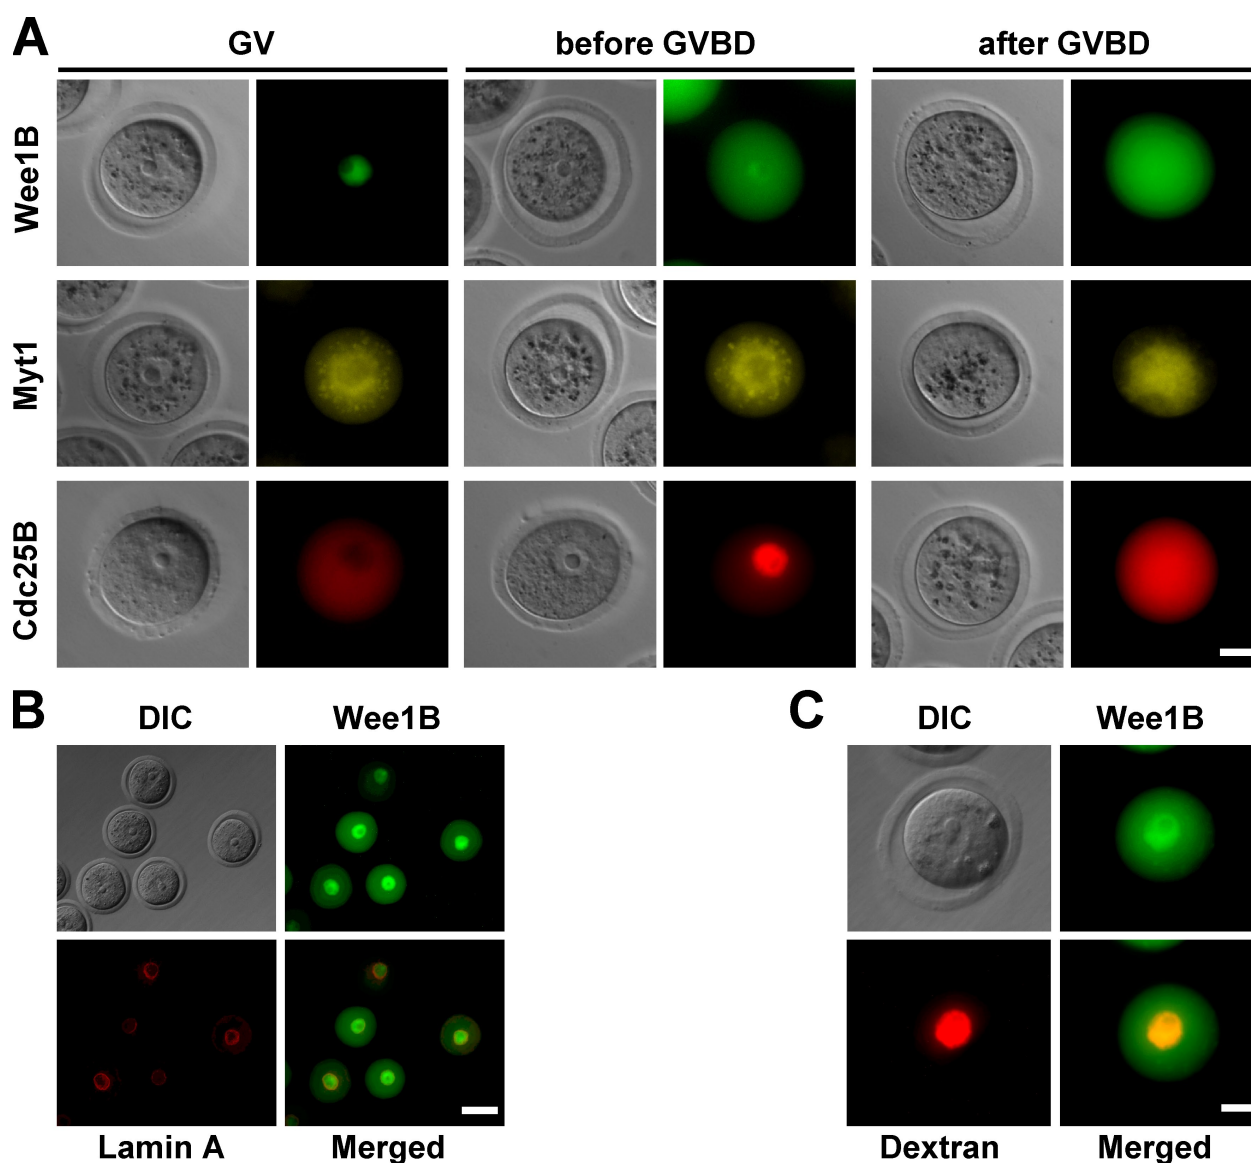 A
GV before GVBD after GVBD
Wee1B
Myt1
Cdc25B
B
DIC Wee1B
Lamin A Merged
C
DIC Wee1B
Dextran Merged